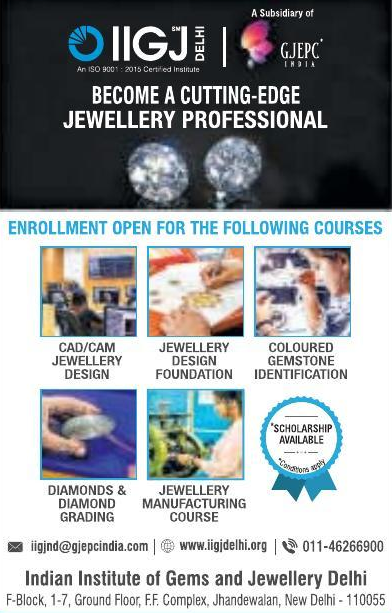 A Subsidiary of
IIGJ SM DELHI
GJEPC
INDIA
An ISO 9001 : 2015 Certified Institute
BECOME A CUTTING-EDGE
JEWELLERY PROFESSIONAL
ENROLLMENT OPEN FOR THE FOLLOWING COURSES
CAD/CAM
JEWELLERY
DESIGN
JEWELLERY
DESIGN
FOUNDATION
COLOURED
GEMSTONE
IDENTIFICATION
DIAMONDS &
DIAMOND
GRADING
JEWELLERY
MANUFACTURING
COURSE
*SCHOLARSHIP
AVAILABLE
*Conditions apply
iigjnd@gjepcindia.com | www.iigjdelhi.org | 011-46266900
Indian Institute of Gems and Jewellery Delhi
F-Block, 1-7, Ground Floor, F.F. Complex, Jhandewalan, New Delhi - 110055